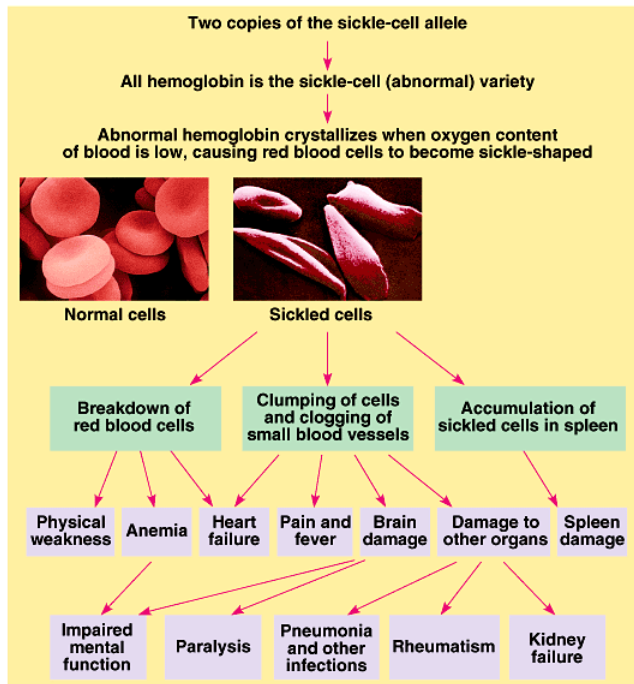 Two copies of the sickle-cell allele
All hemoglobin is the sickle-cell (abnormal) variety
Abnormal hemoglobin crystallizes when oxygen content
of blood is low, causing red blood cells to become sickle-shaped
Normal cells
Sickled cells
Breakdown of
red blood cells
Clumping of cells
and clogging of
small blood vessels
Accumulation of
sickled cells in spleen
Physical
weakness
Anemia
Heart
failure
Pain and
fever
Brain
damage
Damage to
other organs
Spleen
damage
Impaired
mental
function
Paralysis
Pneumonia
and other
infections
Rheumatism
Kidney
failure